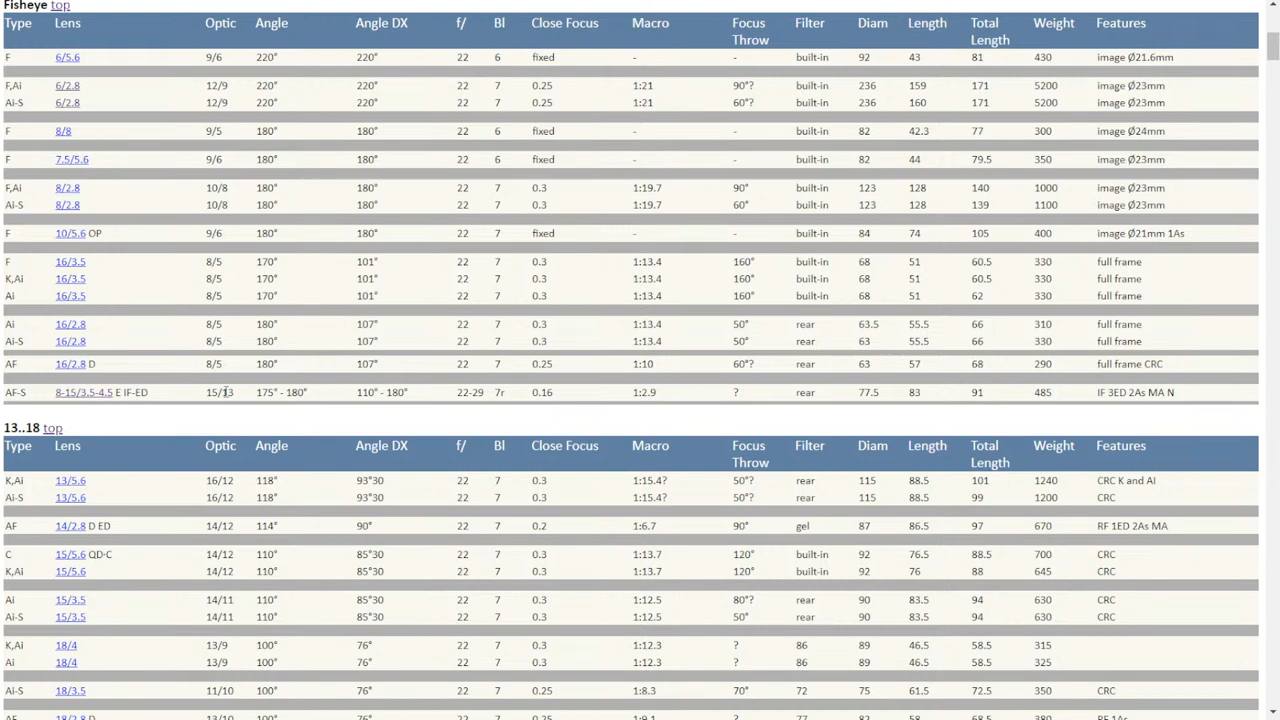 Fisheye top
Type Lens Optic Angle Angle DX f/ Bl Close Focus Macro Focus Throw Filter Diam Length Total Length Weight Features
F 6/5.6 9/6 220° 220° 22 6 fixed - - built-in 92 43 81 430 image Ø21.6mm
F,Ai 6/2.8 12/9 220° 220° 22 7 0.25 1:21 90°? built-in 236 159 171 5200 image Ø23mm
Ai-S 6/2.8 12/9 220° 220° 22 7 0.25 1:21 60°? built-in 236 160 171 5200 image Ø23mm
F 8/8 9/5 180° 180° 22 6 fixed - - built-in 82 42.3 77 300 image Ø24mm
F 7.5/5.6 9/6 180° 180° 22 6 fixed - - built-in 82 44 79.5 350 image Ø23mm
F,Ai 8/2.8 10/8 180° 180° 22 7 0.3 1:19.7 90° built-in 123 128 140 1000 image Ø23mm
Ai-S 8/2.8 10/8 180° 180° 22 7 0.3 1:19.7 60° built-in 123 128 139 1100 image Ø23mm
F 10/5.6 OP 9/6 180° 180° 22 7 fixed - - built-in 84 74 105 400 image Ø21mm 1As
F 16/3.5 8/5 170° 101° 22 7 0.3 1:13.4 160° built-in 68 51 60.5 330 full frame
K,Ai 16/3.5 8/5 170° 101° 22 7 0.3 1:13.4 160° built-in 68 51 60.5 330 full frame
Ai 16/3.5 8/5 170° 101° 22 7 0.3 1:13.4 160° built-in 68 51 62 330 full frame
Ai 16/2.8 8/5 180° 107° 22 7 0.3 1:13.4 50° rear 63.5 55.5 66 310 full frame
Ai-S 16/2.8 8/5 180° 107° 22 7 0.3 1:13.4 50° rear 63.5 55.5 66 330 full frame
AF 16/2.8 D 8/5 180° 107° 22 7 0.25 1:10 60°? rear 63 57 68 290 full frame CRC
AF-S 8-15/3.5-4.5 E IF-ED 15/13 175° - 180° 110° - 180° 22-29 7r 0.16 1:2.9 ? rear 77.5 83 91 485 IF 3ED 2As MA N
13..18 top
Type Lens Optic Angle Angle DX f/ Bl Close Focus Macro Focus Throw Filter Diam Length Total Length Weight Features
K,Ai 13/5.6 16/12 118° 93°30 22 7 0.3 1:15.4? 50°? rear 115 88.5 101 1240 CRC K and AI
Ai-S 13/5.6 16/12 118° 93°30 22 7 0.3 1:15.4? 50°? rear 115 88.5 99 1200 CRC
AF 14/2.8 D ED 14/12 114° 90° 22 7 0.2 1:6.7 90° gel 87 86.5 97 670 RF 1ED 2As MA
C 15/5.6 QD-C 14/12 110° 85°30 22 7 0.3 1:13.7 120° built-in 92 76.5 88.5 700 CRC
K,Ai 15/5.6 14/12 110° 85°30 22 7 0.3 1:13.7 120° built-in 92 76 88 645 CRC
Ai 15/3.5 14/11 110° 85°30 22 7 0.3 1:12.5 80°? rear 90 83.5 94 630 CRC
Ai-S 15/3.5 14/11 110° 85°30 22 7 0.3 1:12.5 50° rear 90 83.5 94 630 CRC
K,Ai 18/4 13/9 100° 76° 22 7 0.3 1:12.3 ? 86 89 46.5 58.5 315
Ai 18/4 13/9 100° 76° 22 7 0.3 1:12.3 ? 86 89 46.5 58.5 325
Ai-S 18/3.5 11/10 100° 76° 22 7 0.25 1:8.3 70° 72 75 61.5 72.5 350 CRC
AF 18/2.8 D 13/10 100° 76° 22 7 0.25 1:9.1 ? 77 82 58 68.5 380 RF 1As